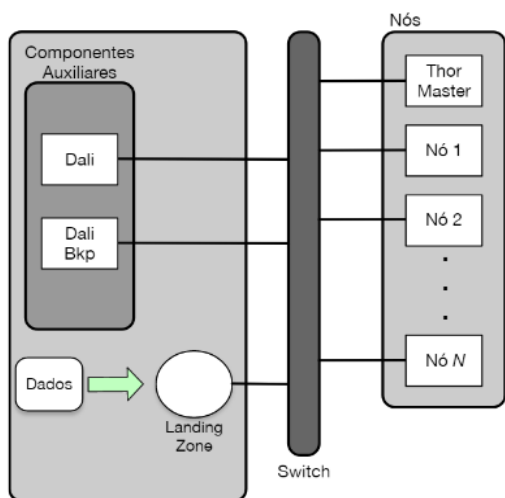 Componentes
Auxiliares
Dali
Dali
Bkp
Dados
Landing
Zone
Switch
Nós
Thor
Master
Nó 1
Nó 2
Nó N